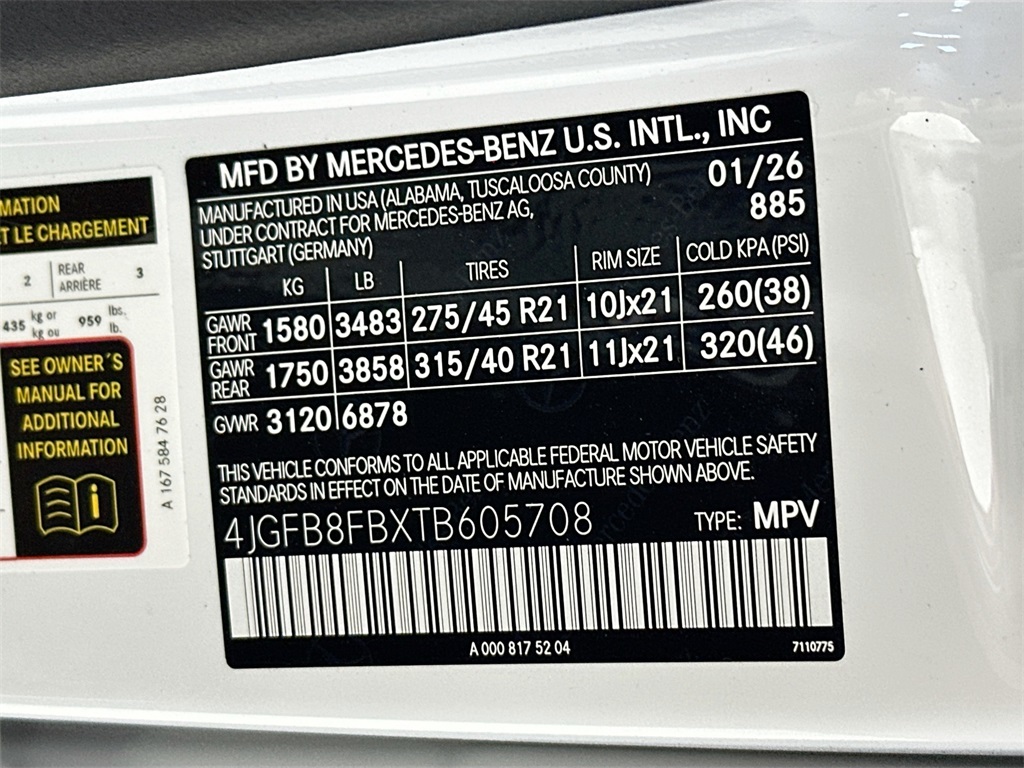 MATION
T LE CHARGEMENT
2 REAR ARRIÈRE 3
435 kg or kg ou 959 lbs. lb.
SEE OWNER´S
MANUAL FOR
ADDITIONAL
INFORMATION
A 167 584 76 28
MFD BY MERCEDES-BENZ U.S. INTL., INC
MANUFACTURED IN USA (ALABAMA, TUSCALOOSA COUNTY)
UNDER CONTRACT FOR MERCEDES-BENZ AG,
STUTTGART (GERMANY)
01/26
885
KG LB TIRES RIM SIZE COLD KPA (PSI)
GAWR FRONT 1580 3483 275/45 R21 10Jx21 260(38)
GAWR REAR 1750 3858 315/40 R21 11Jx21 320(46)
GVWR 3120 6878
THIS VEHICLE CONFORMS TO ALL APPLICABLE FEDERAL MOTOR VEHICLE SAFETY
STANDARDS IN EFFECT ON THE DATE OF MANUFACTURE SHOWN ABOVE.
4JGFB8FBXTB605708 TYPE: MPV
A 000 817 52 04 7110775